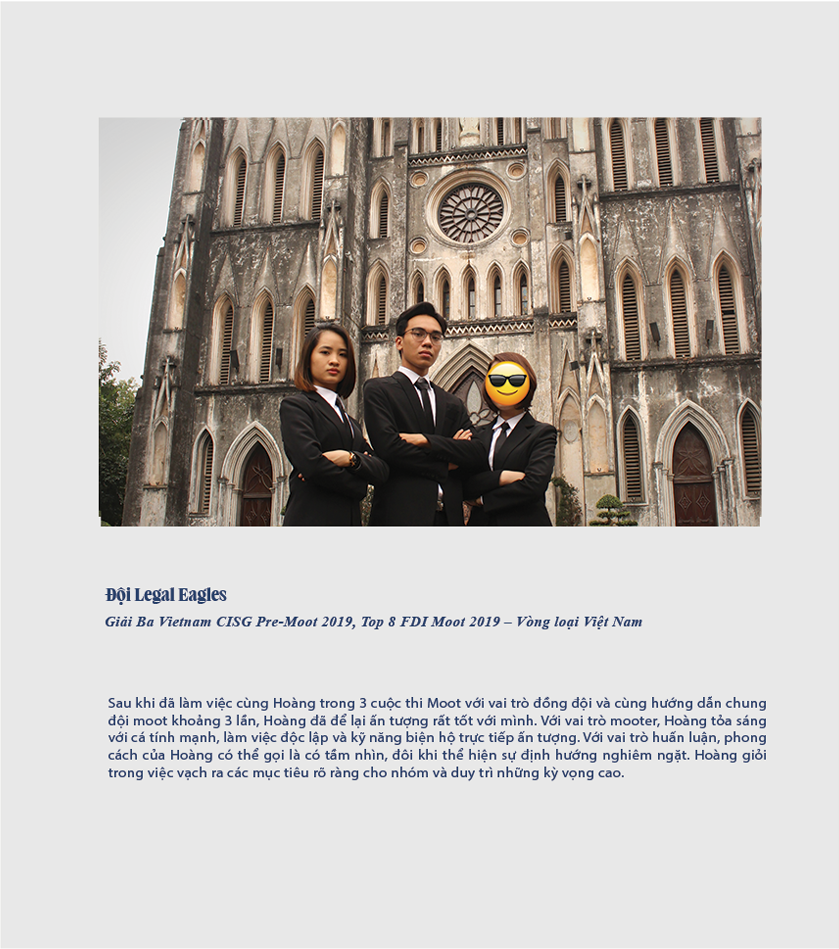 Đội Legal Eagles
Giải Ba Vietnam CISG Pre-Moot 2019, Top 8 FDI Moot 2019 – Vòng loại Việt Nam
Sau khi đã làm việc cùng Hoàng trong 3 cuộc thi Moot với vai trò đồng đội và cùng hướng dẫn chung
đội moot khoảng 3 lần, Hoàng đã để lại ấn tượng rất tốt với mình. Với vai trò mooter, Hoàng tỏa sáng
với cá tính mạnh, làm việc độc lập và kỹ năng biện hộ trực tiếp ấn tượng. Với vai trò huấn luận, phong
cách của Hoàng có thể gọi là có tầm nhìn, đôi khi thể hiện sự định hướng nghiêm ngặt. Hoàng giỏi
trong việc vạch ra các mục tiêu rõ ràng cho nhóm và duy trì những kỳ vọng cao.